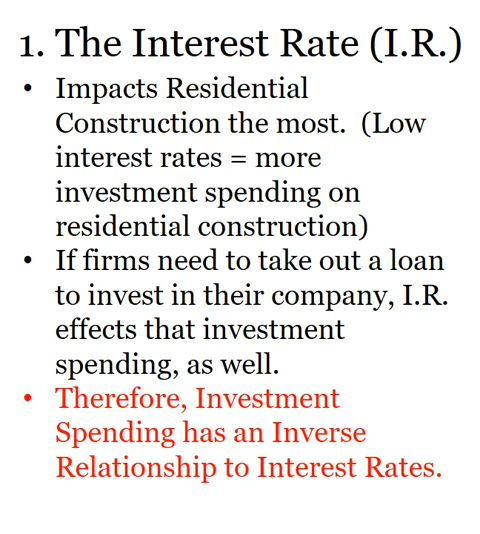 1. The Interest Rate (I.R.)
• Impacts Residential
Construction the most.  (Low
interest rates = more
investment spending on
residential construction)
• If firms need to take out a loan
to invest in their company, I.R.
effects that investment
spending, as well.
• Therefore, Investment
Spending has an Inverse
Relationship to Interest Rates.